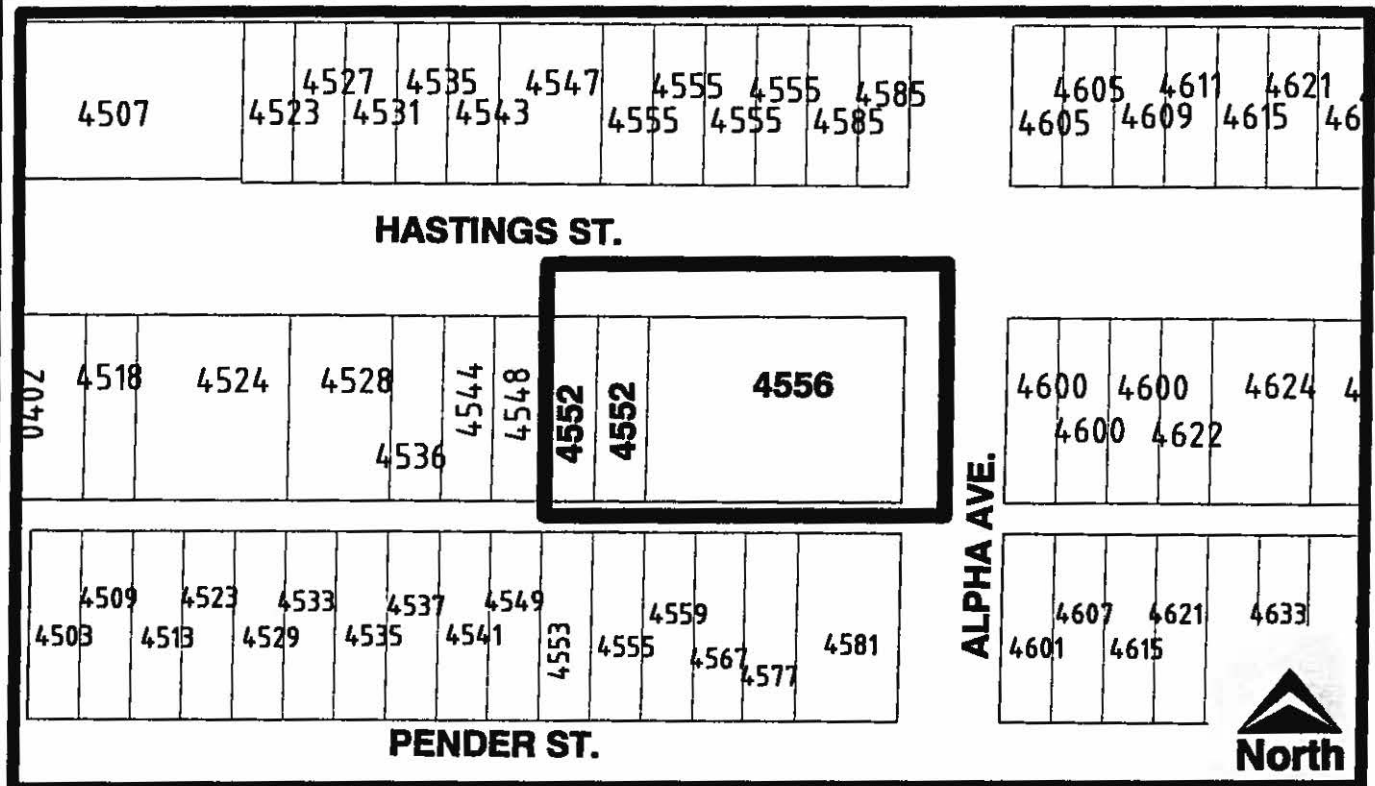 4527 4535 4547 4555 4555 4585 4605 4611 4621
4507 4523 4531 4543 4555 4555 4585 4605 4609 4615 46
HASTINGS ST.
0402 4518 4524 4528 4544 4548 4552 4552 4556 4600 4600 4624 4
4536 4600 4622
ALPHA AVE.
4509 4523 4533 4537 4549 4559 4607 4621 4633
4503 4513 4529 4535 4541 4553 4555 4567 4577 4581 4601 4615
PENDER ST.
North